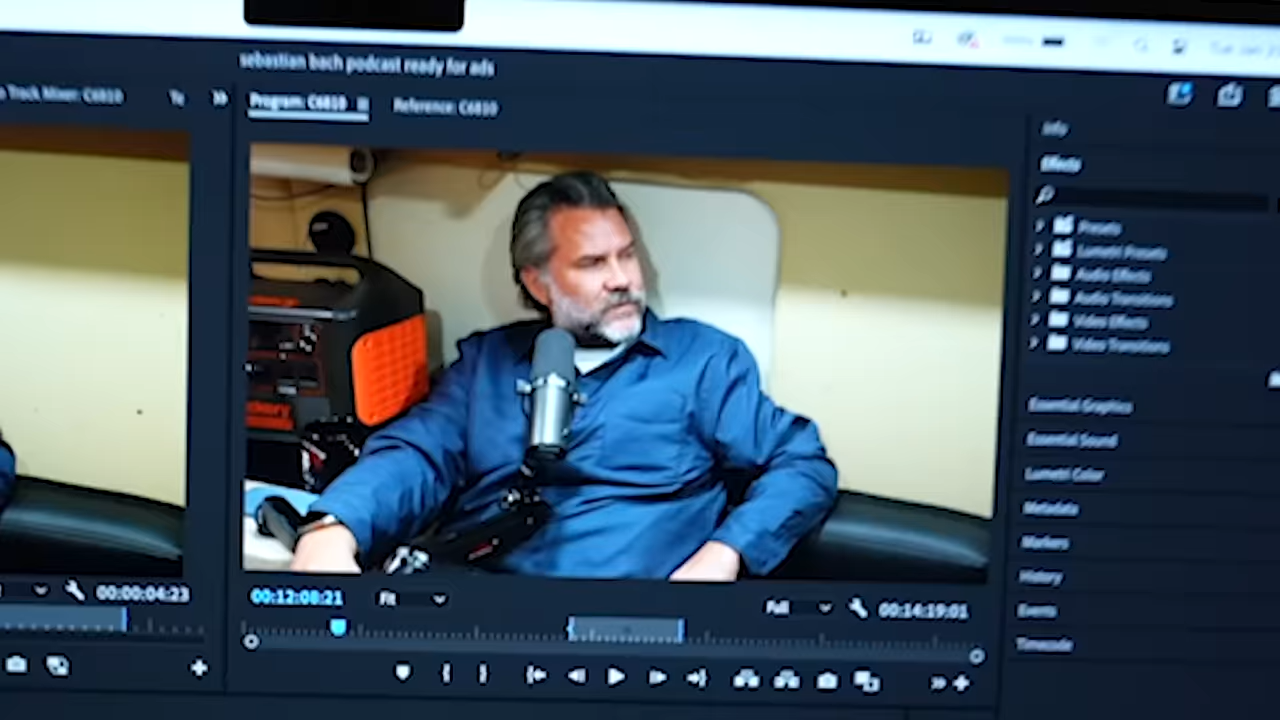 sebastian bach podcast ready for ads
Track Mixer: C6810
Program: C6810
Reference: C6810
Info
Effects
Presets
Lumetri Presets
Audio Effects
Audio Transitions
Video Effects
Video Transitions
Essential Graphics
Essential Sound
Lumetri Color
Metadata
Markers
History
Events
Timecode
00:00:04:23
00:12:08:21
Fit
Full
00:14:19:01